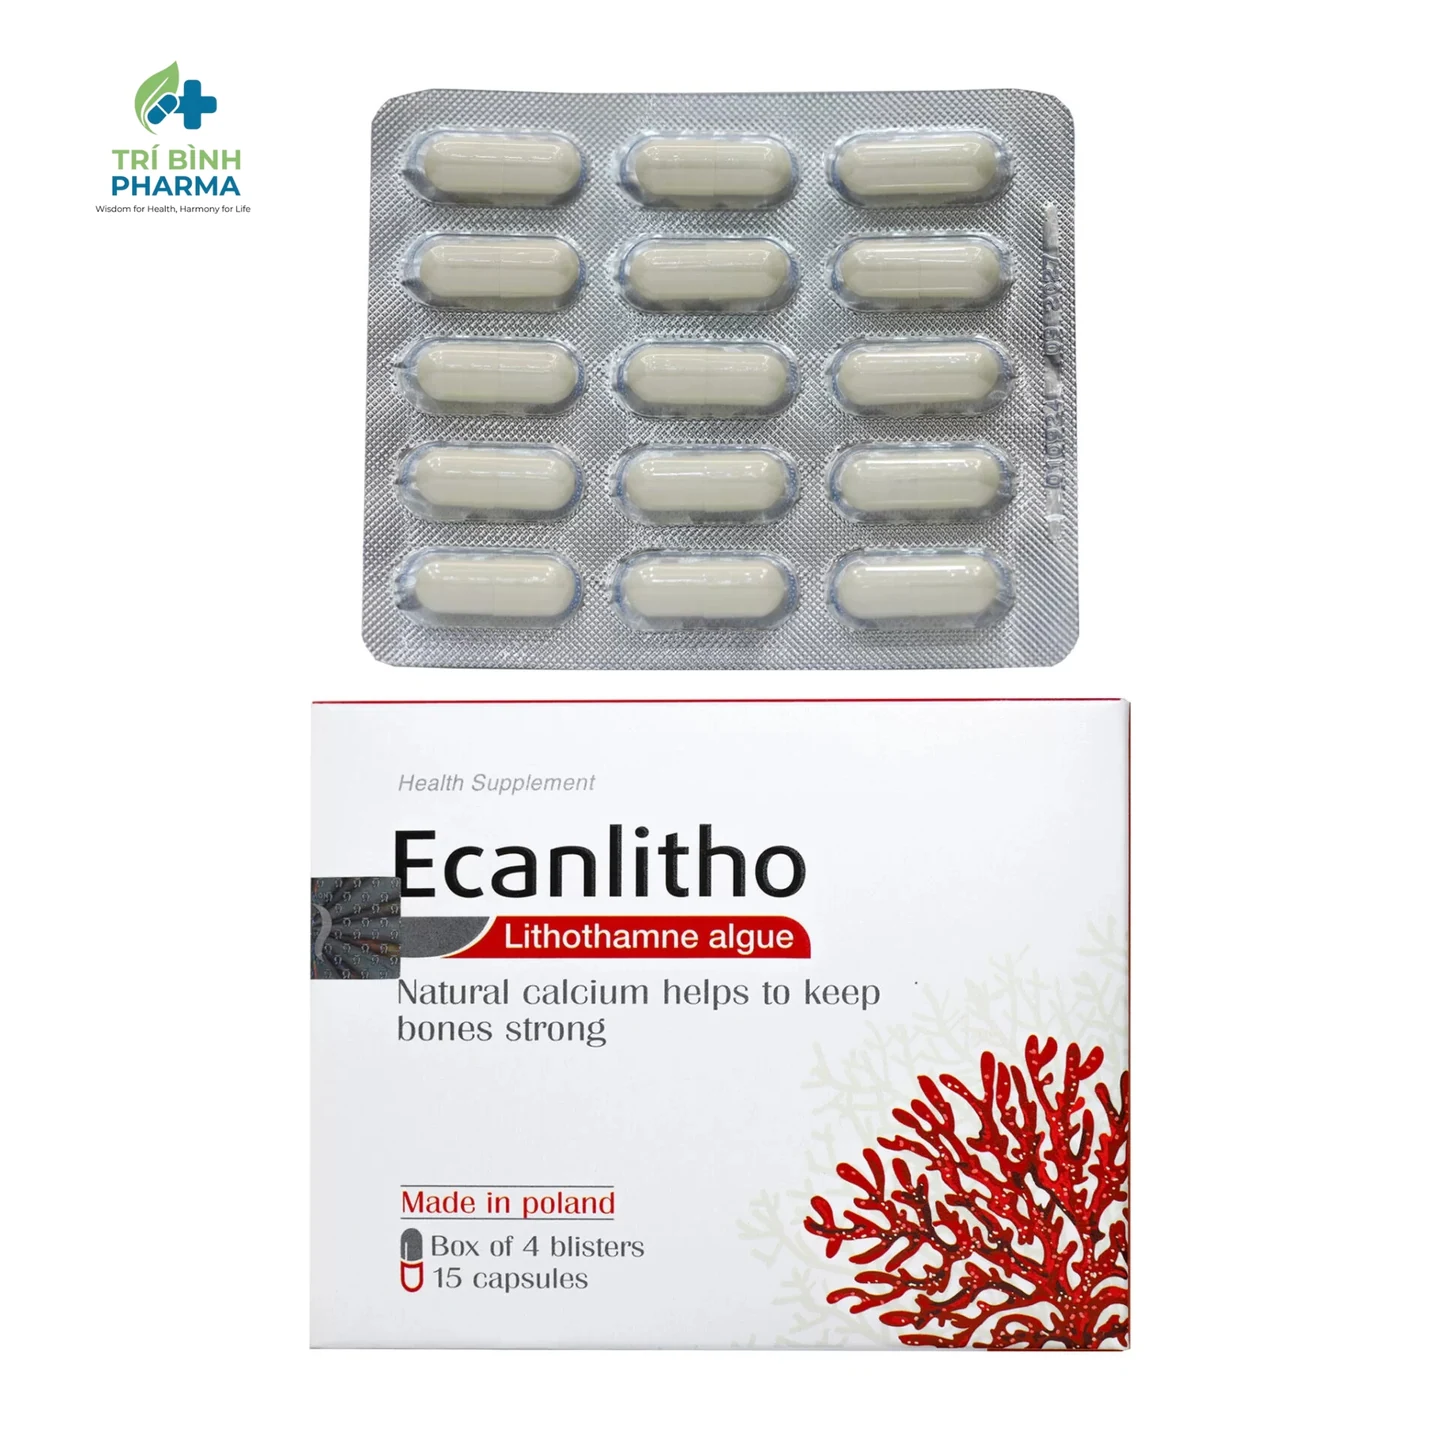 TRÍ BÌNH
PHARMA
Wisdom for Health, Harmony for Life
Health Supplement
Ecanlitho
Lithothamne algue
Natural calcium helps to keep
bones strong
Made in poland
Box of 4 blisters
15 capsules